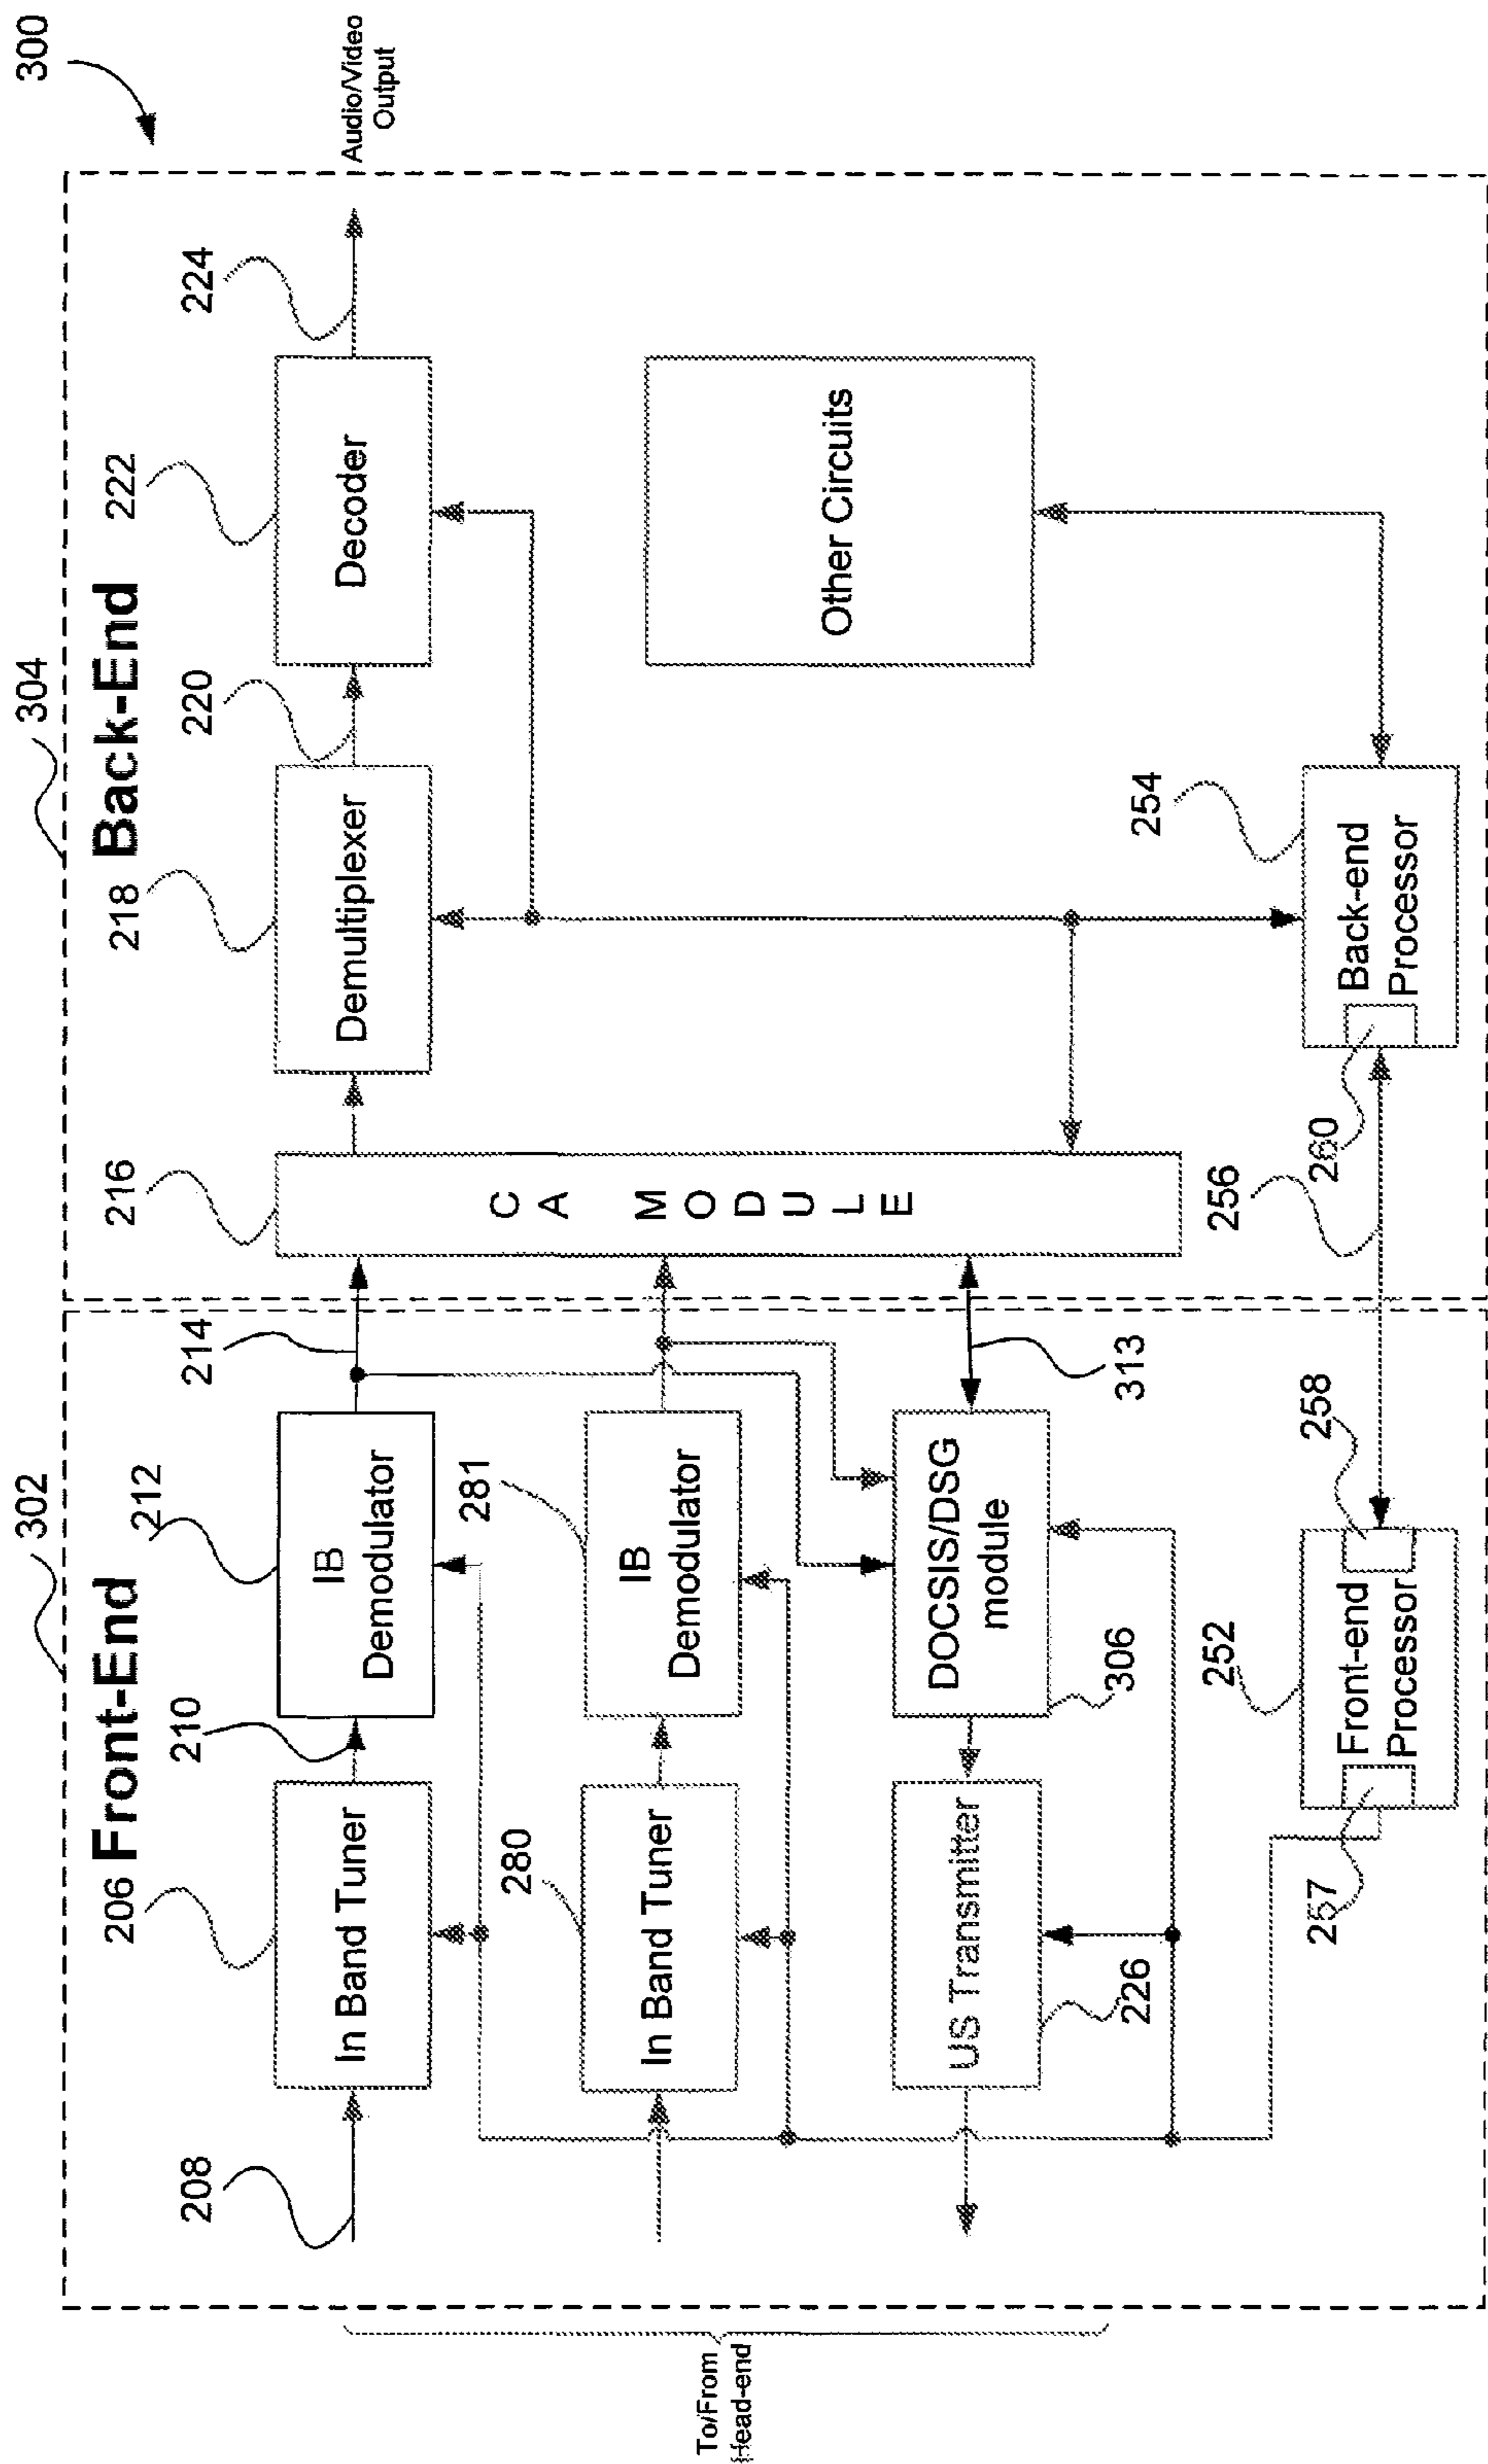 300
302
304
206 Front-End
Back-End
To/From
Head-end
208
In Band Tuner
210
212
IB
Demodulator
214
216
CA MODULE
218
Demultiplexer
220
222
Decoder
224
Audio/Video
Output
280
In Band Tuner
281
IB
Demodulator
US Transmitter
226
DOCSIS/DSG
module
306
313
Other Circuits
252
Front-end
Processor
257
258
256
260
254
Back-end
Processor